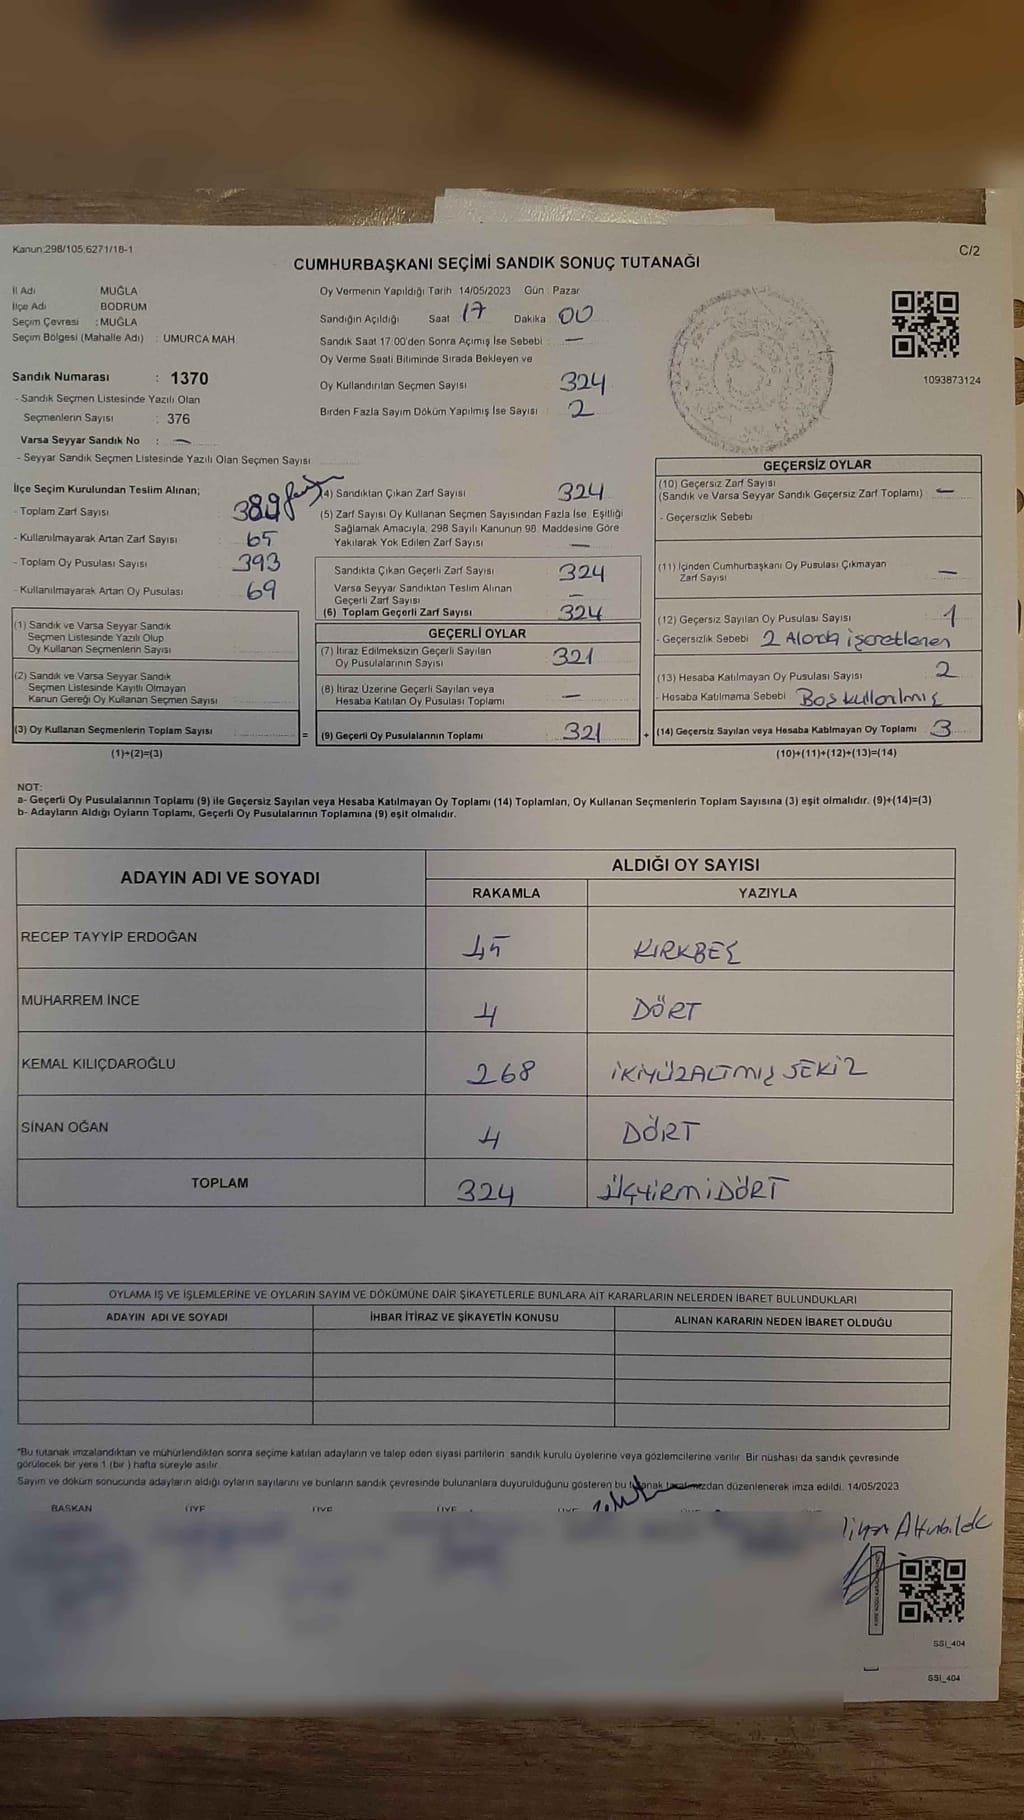 Kanun:298/105;6271/18-1
C/2
CUMHURBAŞKANI SEÇİMİ SANDIK SONUÇ TUTANAĞI
İl Adı MUĞLA
İlçe Adı BODRUM
Seçim Çevresi : MUĞLA
Seçim Bölgesi (Mahalle Adı) : UMURCA MAH.
Sandık Numarası : 1370
- Sandık Seçmen Listesinde Yazılı Olan
Seçmenlerin Sayısı : 376
Varsa Seyyar Sandık No : —
- Seyyar Sandık Seçmen Listesinde Yazılı Olan Seçmen Sayısı
Oy Vermenin Yapıldığı Tarih : 14/05/2023 Gün : Pazar
Sandığın Açıldığı Saat 17 Dakika 00
Sandık Saat 17:00'den Sonra Açımış İse Sebebi : —
Oy Verme Saati Bitiminde Sırada Bekleyen ve
Oy Kullandırılan Seçmen Sayısı 324
Birden Fazla Sayım Döküm Yapılmış İse Sayısı : 2
1093873124
İlçe Seçim Kurulundan Teslim Alınan;
- Toplam Zarf Sayısı 389
- Kullanılmayarak Artan Zarf Sayısı : 65
- Toplam Oy Pusulası Sayısı 393
- Kullanılmayarak Artan Oy Pusulası : 69
(1) Sandık ve Varsa Seyyar Sandık
Seçmen Listesinde Yazılı Olup
Oy Kullanan Seçmenlerin Sayısı
(2) Sandık ve Varsa Seyyar Sandık
Seçmen Listesinde Kayıtlı Olmayan
Kanun Gereği Oy Kullanan Seçmen Sayısı
(3) Oy Kullanan Seçmenlerin Toplam Sayısı
(1)+(2)=(3)
=
(4) Sandıktan Çıkan Zarf Sayısı 324
(5) Zarf Sayısı Oy Kullanan Seçmen Sayısından Fazla İse, Eşitliği
Sağlamak Amacıyla, 298 Sayılı Kanunun 98. Maddesine Göre
Yakılarak Yok Edilen Zarf Sayısı —
Sandıkta Çıkan Geçerli Zarf Sayısı : 324
Varsa Seyyar Sandıktan Teslim Alınan
Geçerli Zarf Sayısı —
(6) Toplam Geçerli Zarf Sayısı 324
GEÇERLİ OYLAR
(7) İtiraz Edilmeksizin Geçerli Sayılan
Oy Pusulalarının Sayısı 321
(8) İtiraz Üzerine Geçerli Sayılan veya
Hesaba Katılan Oy Pusulası Toplamı —
(9) Geçerli Oy Pusulalarının Toplamı 321
+
GEÇERSİZ OYLAR
(10) Geçersiz Zarf Sayısı
(Sandık ve Varsa Seyyar Sandık Geçersiz Zarf Toplamı) —
- Geçersizlik Sebebi
(11) İçinden Cumhurbaşkanı Oy Pusulası Çıkmayan
Zarf Sayısı —
(12) Geçersiz Sayılan Oy Pusulası Sayısı 1
- Geçersizlik Sebebi : 2 Alanda işaretlenen
(13) Hesaba Katılmayan Oy Pusulası Sayısı 2
- Hesaba Katılmama Sebebi : Boş kullanılmış
(14) Geçersiz Sayılan veya Hesaba Katılmayan Oy Toplamı 3
(10)+(11)+(12)+(13)=(14)
NOT:
a- Geçerli Oy Pusulalarının Toplamı (9) ile Geçersiz Sayılan veya Hesaba Katılmayan Oy Toplamı (14) Toplamları, Oy Kullanan Seçmenlerin Toplam Sayısına (3) eşit olmalıdır. (9)+(14)=(3)
b- Adayların Aldığı Oyların Toplamı, Geçerli Oy Pusulalarının Toplamına (9) eşit olmalıdır.
ADAYIN ADI VE SOYADI
ALDIĞI OY SAYISI
RAKAMLA YAZIYLA
RECEP TAYYİP ERDOĞAN 45 KIRKBEŞ
MUHARREM İNCE 4 DÖRT
KEMAL KILIÇDAROĞLU 268 İKİYÜZALTMIŞ SEKİZ
SİNAN OĞAN 4 DÖRT
TOPLAM 324 ÜÇYİRMİDÖRT
OYLAMA İŞ VE İŞLEMLERİNE VE OYLARIN SAYIM VE DÖKÜMÜNE DAİR ŞİKAYETLERLE BUNLARA AİT KARARLARIN NELERDEN İBARET BULUNDUKLARI
ADAYIN ADI VE SOYADI İHBAR İTİRAZ VE ŞİKAYETİN KONUSU ALINAN KARARIN NEDEN İBARET OLDUĞU
*Bu tutanak imzalandıktan ve mühürlendikten sonra seçime katılan adayların ve talep eden siyasi partilerin sandık kurulu üyelerine veya gözlemcilerine verilir. Bir nüshası da sandık çevresinde
görülecek bir yere 1 (bir ) hafta süreyle asılır.
Sayım ve döküm sonucunda adayların aldığı oyların sayılarını ve bunların sandık çevresinde bulunanlara duyurulduğunu gösteren bu tutanak tarafımızdan düzenlenerek imza edildi. 14/05/2023
BAŞKAN ÜYE ÜYE ÜYE ÜYE
Altınbilek
SSI_404
SSI_404